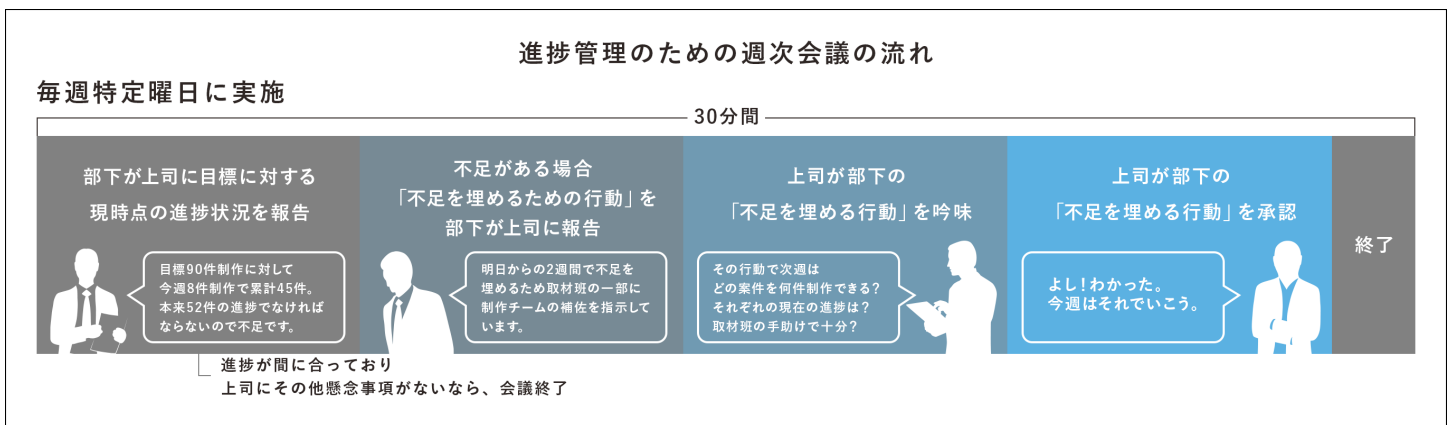 進捗管理のための週次会議の流れ
毎週特定曜日に実施
30分間
部下が上司に目標に対する
現時点の進捗状況を報告
目標90件制作に対して
今週8件制作で累計45件。
本来52件の進捗でなければ
ならないので不足です。
進捗が間に合っており
上司にその他懸念事項がないなら、会議終了
不足がある場合
「不足を埋めるための行動」を
部下が上司に報告
明日からの2週間で不足を
埋めるため取材班の一部に
制作チームの補佐を指示して
います。
上司が部下の
「不足を埋める行動」を吟味
その行動で次週は
どの案件を何件制作できる?
それぞれの現在の進捗は?
取材班の手助けで十分?
上司が部下の
「不足を埋める行動」を承認
よし!わかった。
今週はそれでいこう。
終了